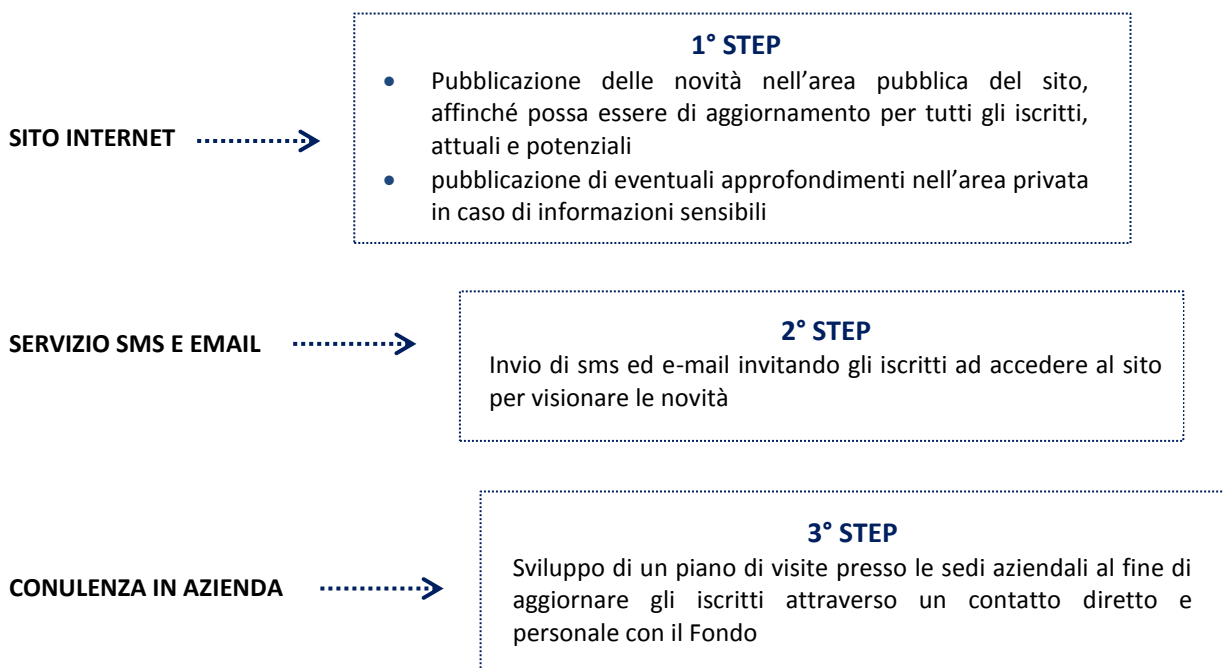 1° STEP
• Pubblicazione delle novità nell’area pubblica del sito,
affinché possa essere di aggiornamento per tutti gli iscritti,
attuali e potenziali
• pubblicazione di eventuali approfondimenti nell’area privata
in caso di informazioni sensibili
SITO INTERNET
2° STEP
Invio di sms ed e-mail invitando gli iscritti ad accedere al sito
per visionare le novità
SERVIZIO SMS E EMAIL
3° STEP
Sviluppo di un piano di visite presso le sedi aziendali al fine di
aggiornare gli iscritti attraverso un contatto diretto e
personale con il Fondo
CONULENZA IN AZIENDA